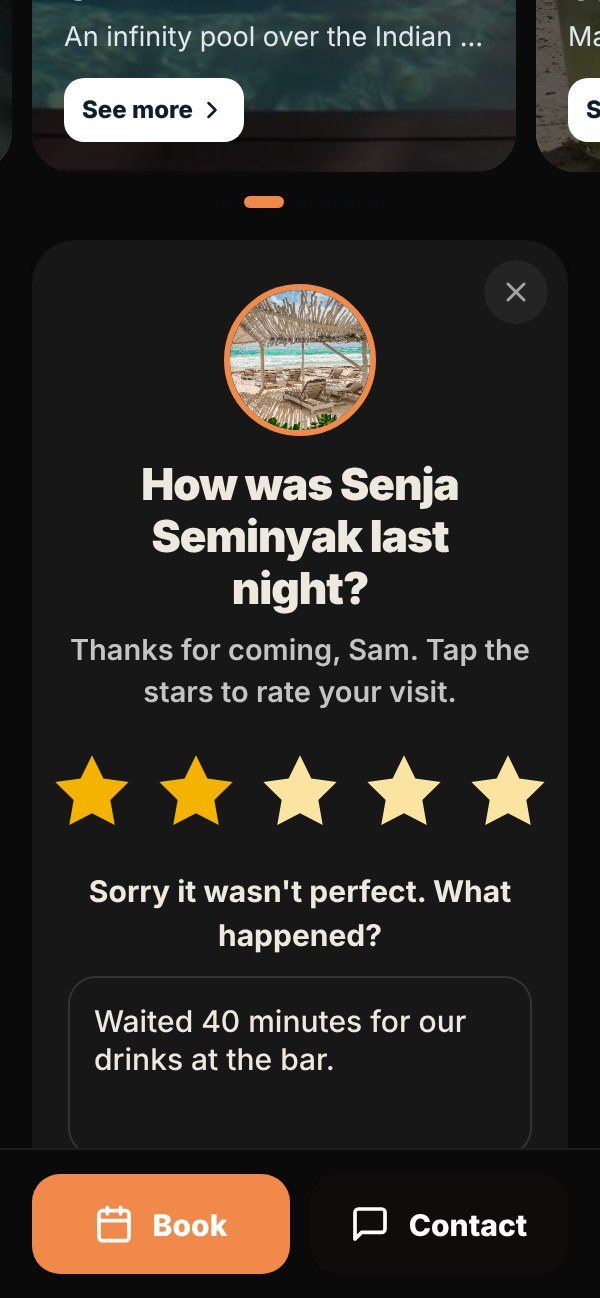 An infinity pool over the Indian ...
See more
How was Senja
Seminyak last
night?
Thanks for coming, Sam. Tap the
stars to rate your visit.
Sorry it wasn't perfect. What
happened?
Waited 40 minutes for our
drinks at the bar.
Book
Contact